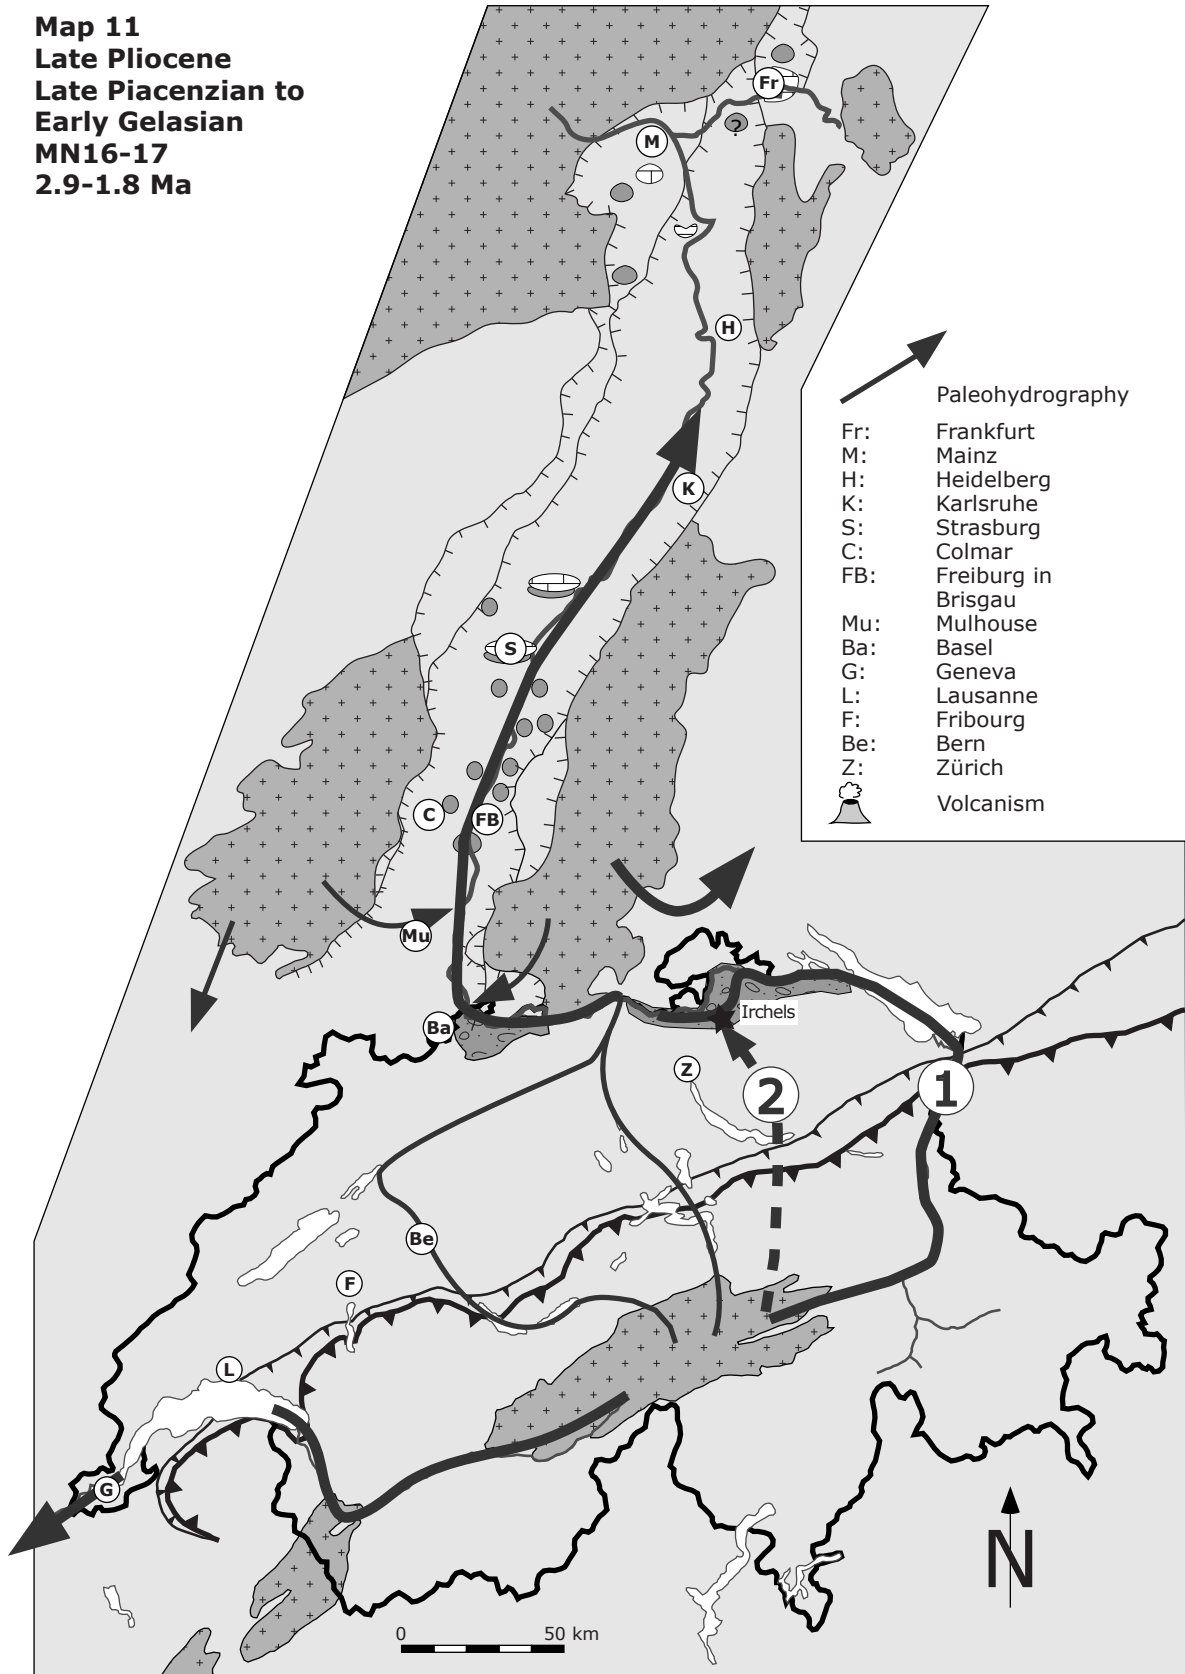 Map 11
Late Pliocene
Late Piacenzian to
Early Gelasian
MN16-17
2.9-1.8 Ma
Fr
?
M
H
Paleohydrography
Fr: Frankfurt
M: Mainz
H: Heidelberg
K: Karlsruhe
S: Strasburg
C: Colmar
FB: Freiburg in
Brisgau
Mu: Mulhouse
Ba: Basel
G: Geneva
L: Lausanne
F: Fribourg
Be: Bern
Z: Zürich
Volcanism
K
S
C
FB
Mu
Irchels
Ba
Z
2
1
Be
F
L
G
N
0 50 km